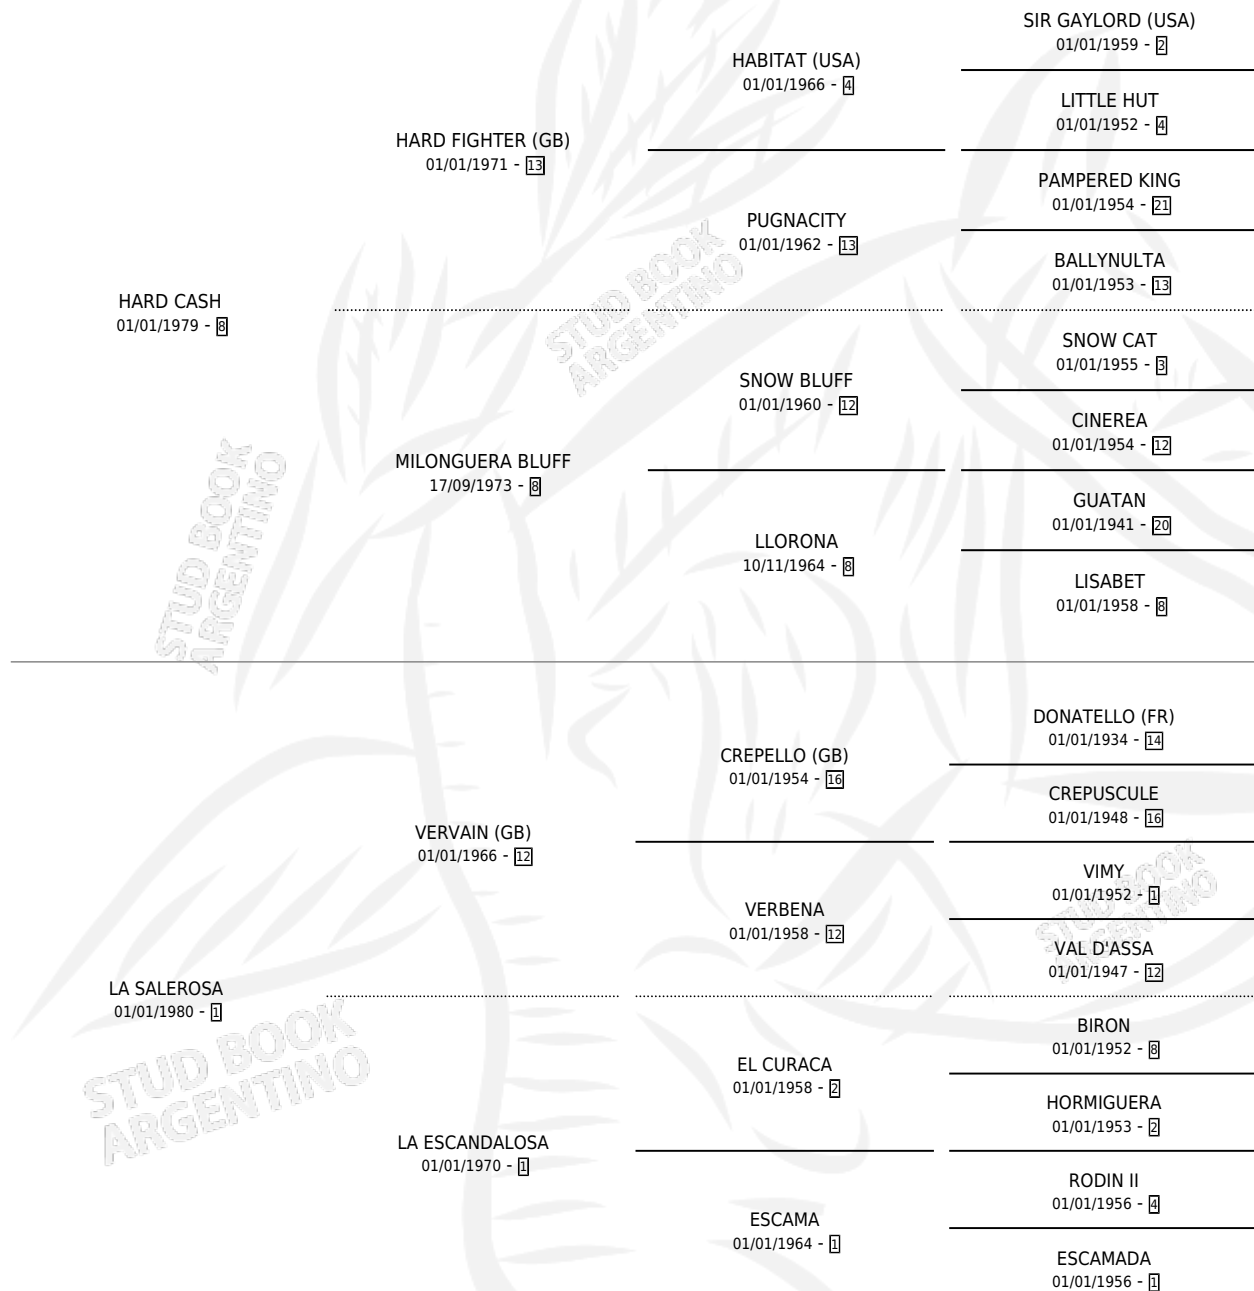 SIR GAYLORD (USA)
01/01/1959 - 2
HABITAT (USA)
01/01/1966 - 4
LITTLE HUT
01/01/1952 - 4
HARD FIGHTER (GB)
01/01/1971 - 13
PAMPERED KING
01/01/1954 - 21
PUGNACITY
01/01/1962 - 13
BALLYNULTA
01/01/1953 - 13
HARD CASH
01/01/1979 - 8
SNOW CAT
01/01/1955 - 3
SNOW BLUFF
01/01/1960 - 12
CINEREA
01/01/1954 - 12
MILONGUERA BLUFF
17/09/1973 - 8
GUATAN
01/01/1941 - 20
LLORONA
10/11/1964 - 8
LISABET
01/01/1958 - 8
DONATELLO (FR)
01/01/1934 - 14
CREPELLO (GB)
01/01/1954 - 16
CREPUSCULE
01/01/1948 - 16
VERVAIN (GB)
01/01/1966 - 12
VIMY
01/01/1952 - 1
VERBENA
01/01/1958 - 12
VAL D'ASSA
01/01/1947 - 12
LA SALEROSA
01/01/1980 - 1
BIRON
01/01/1952 - 8
EL CURACA
01/01/1958 - 2
HORMIGUERA
01/01/1953 - 2
LA ESCANDALOSA
01/01/1970 - 1
RODIN II
01/01/1956 - 4
ESCAMA
01/01/1964 - 1
ESCAMADA
01/01/1956 - 1
STUD BOOK
ARGENTINO
STUD BOOK
ARGENTINO
STUD BOOK
ARGENTINO
STUD BOOK
ARGENTINO